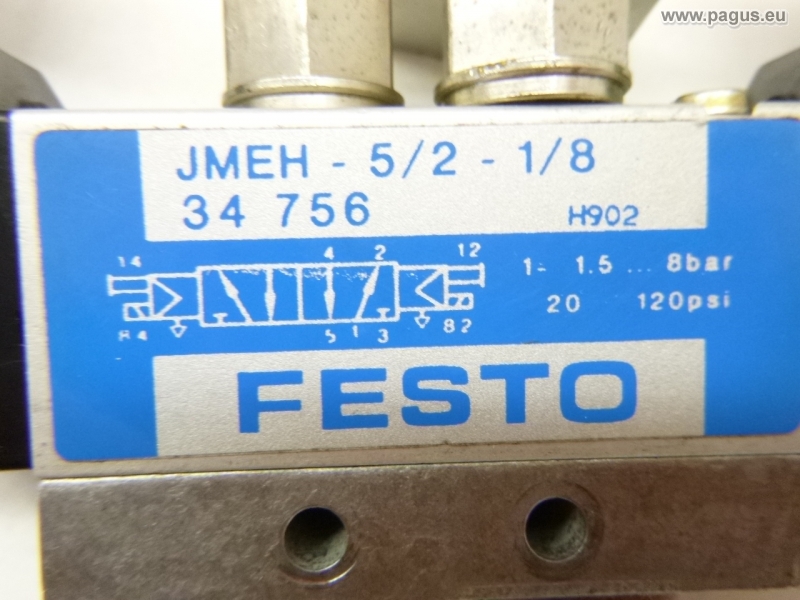 www.pagus.eu
JMEH - 5/2 - 1/8
34 756 H902
14 4 2 12
1- 1.5 ... 8bar
20 120psi
84 5 1 3 82
FESTO